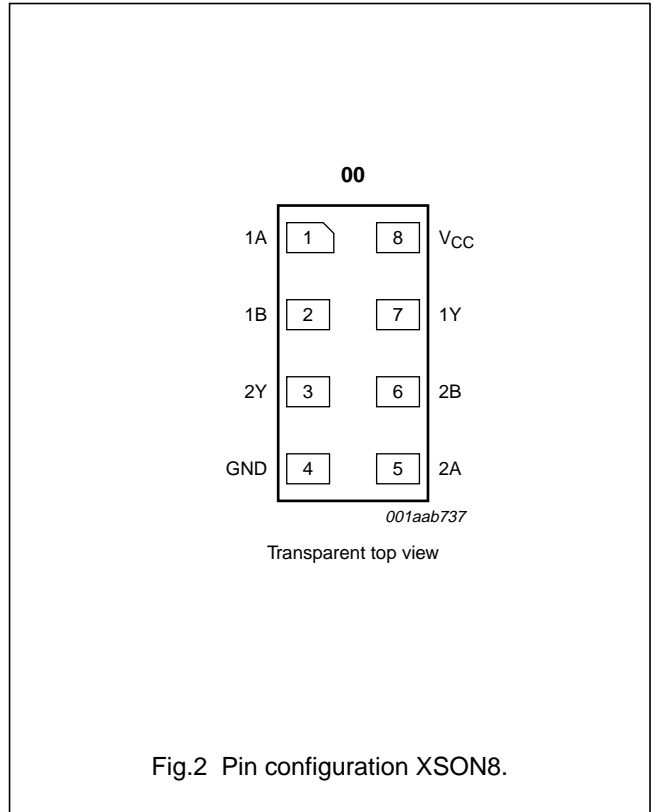 00
1A 1 8 VCC
1B 2 7 1Y
2Y 3 6 2B
GND 4 5 2A
001aab737
Transparent top view
Fig.2 Pin configuration XSON8.